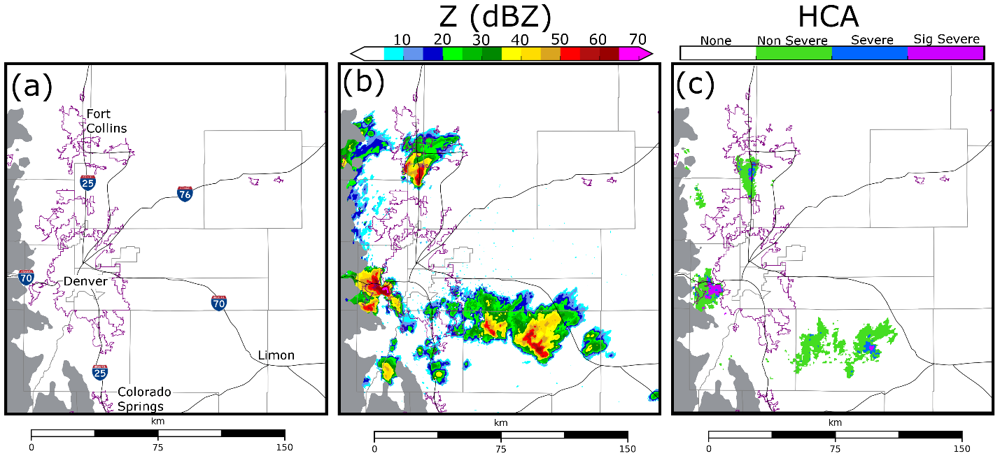 Z (dBZ)
HCA
10 20 30 40 50 60 70
None Non Severe Severe Sig Severe
(a)
(b)
(c)
Fort
Collins
25
76
70
Denver
70
Limon
25
Colorado
Springs
km
0 75 150
km
0 75 150
km
0 75 150